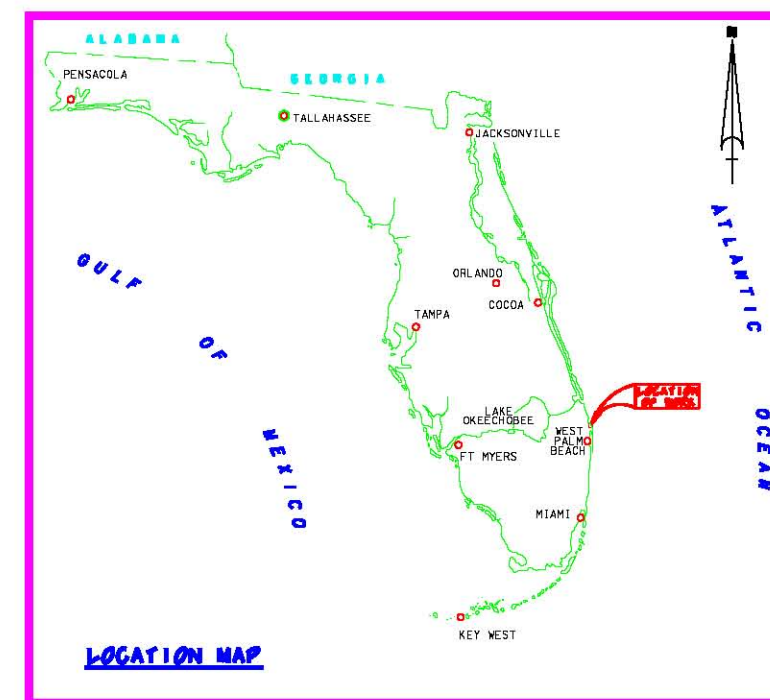 ALABAMA
N
PENSACOLA
GEORGIA
TALLAHASSEE
JACKSONVILLE
ATLANTIC
GULF
ORLANDO
COCOA
TAMPA
OF
LOCATION
OF WORK
LAKE
OKEECHOBEE
OCEAN
WEST
PALM
BEACH
MEXICO
FT MYERS
MIAMI
KEY WEST
LOCATION MAP